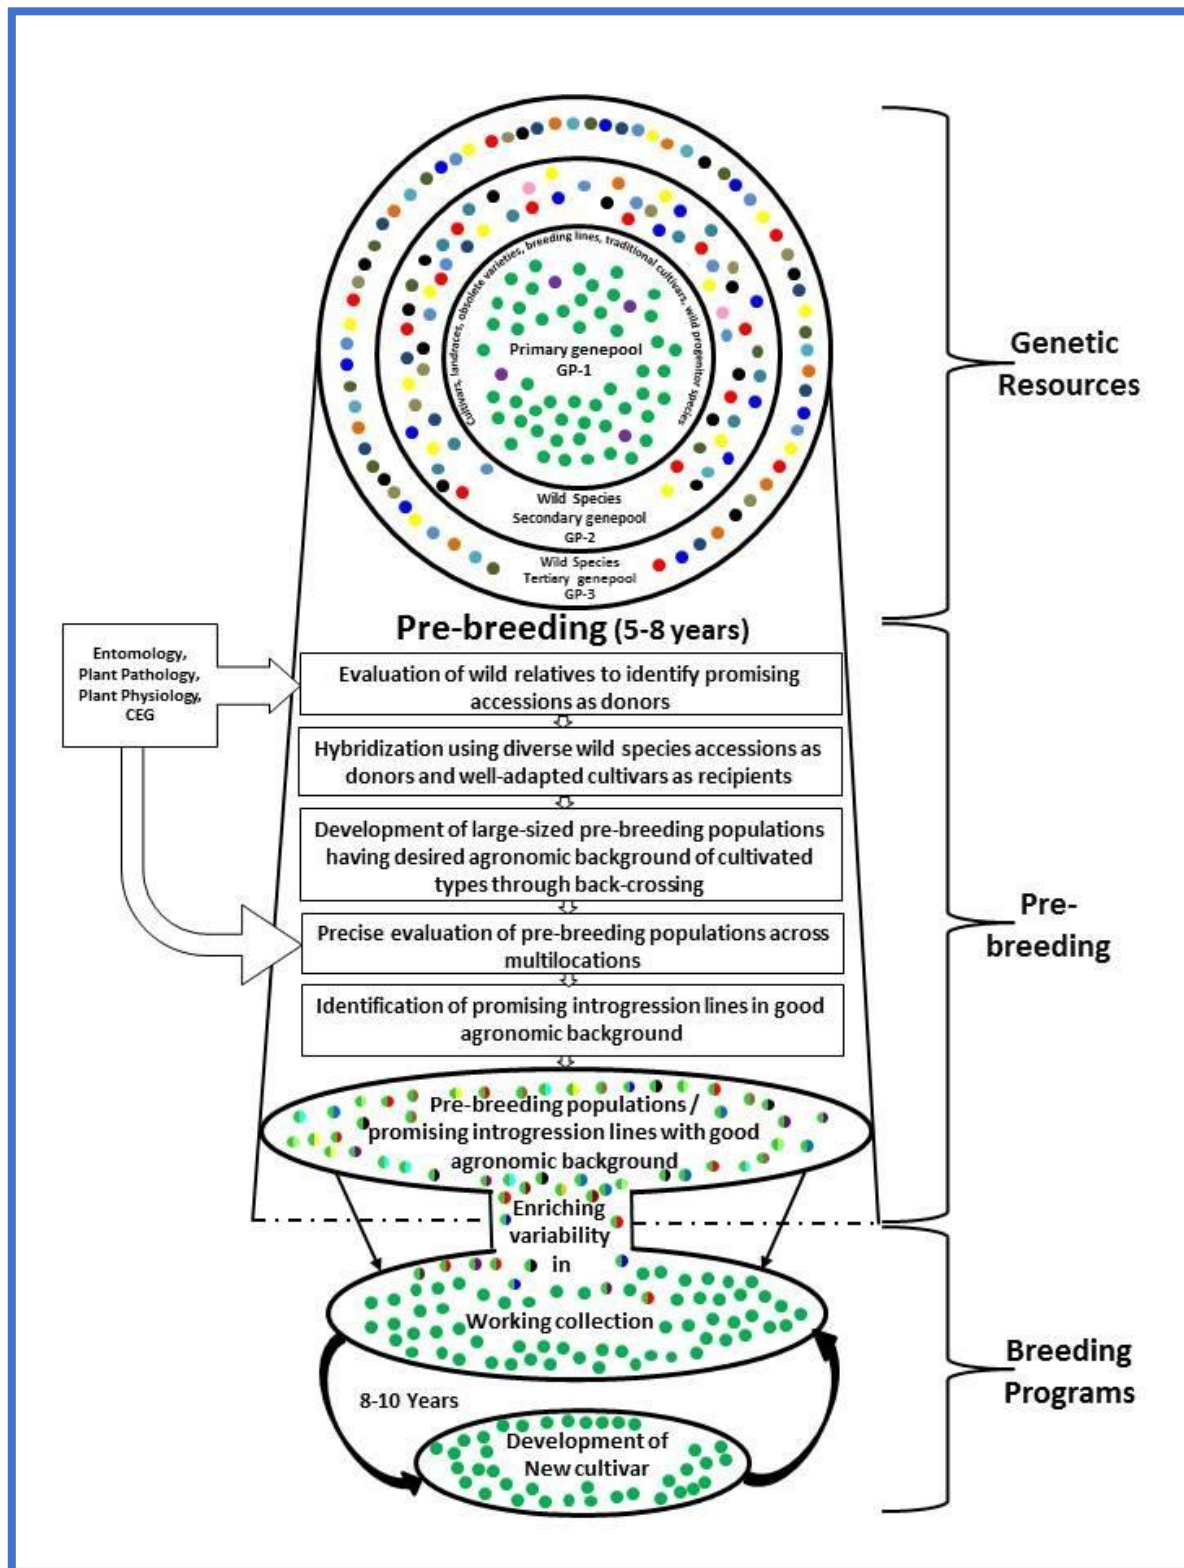 Cultivars, landraces, obsolete varieties, breeding lines, traditional cultivars, wild progenitor species
Primary genepool
GP-1
Wild Species
Secondary genepool
GP-2
Wild Species
Tertiary genepool
GP-3
Genetic
Resources
Pre-breeding (5-8 years)
Entomology,
Plant Pathology,
Plant Physiology,
CEG
Evaluation of wild relatives to identify promising
accessions as donors
Hybridization using diverse wild species accessions as
donors and well-adapted cultivars as recipients
Development of large-sized pre-breeding populations
having desired agronomic background of cultivated
types through back-crossing
Precise evaluation of pre-breeding populations across
multilocations
Identification of promising introgression lines in good
agronomic background
Pre-
breeding
Pre-breeding populations /
promising introgression lines with good
agronomic background
Enriching
variability
in
Working collection
8-10 Years
Development of
New cultivar
Breeding
Programs